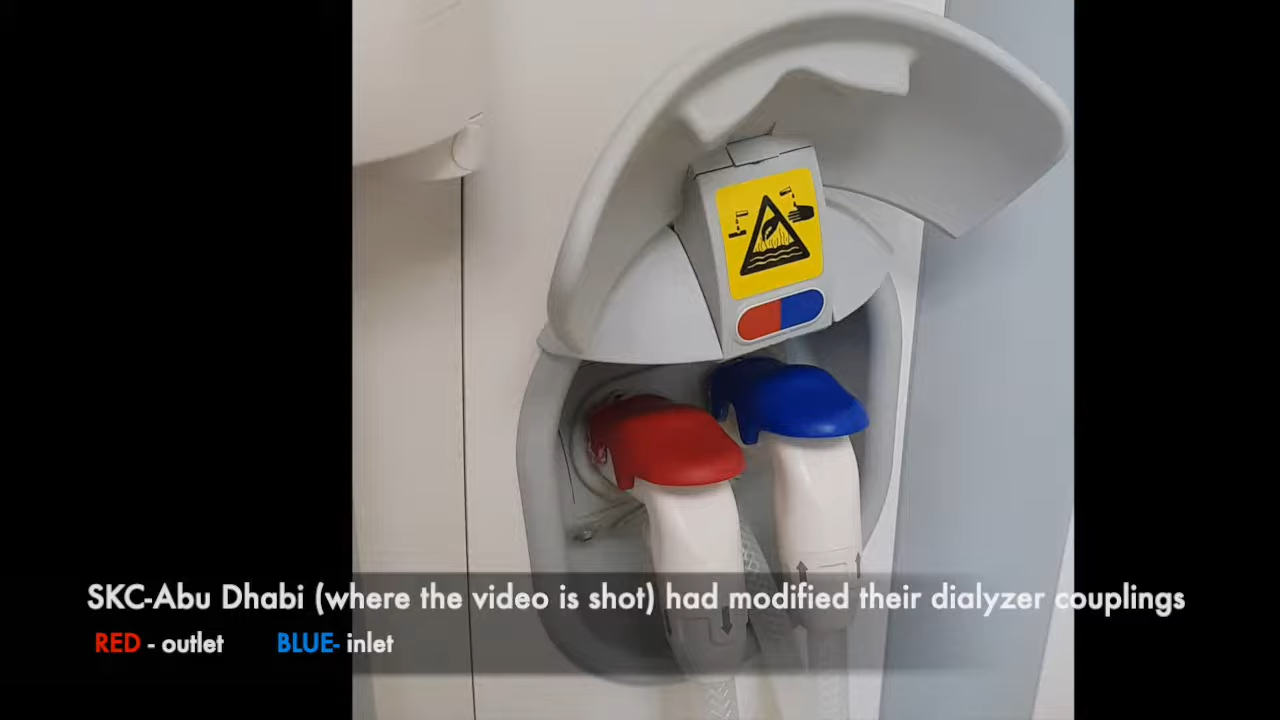 SKC-Abu Dhabi (where the video is shot) had modified their dialyzer couplings
RED - outlet BLUE- inlet